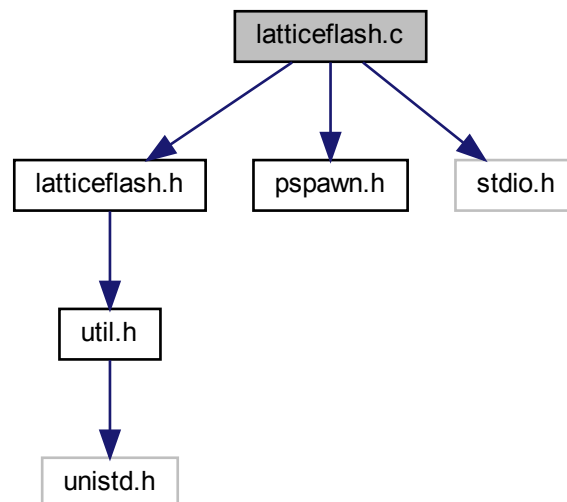 latticeflash.c
latticeflash.h
pspawn.h
stdio.h
util.h
unistd.h